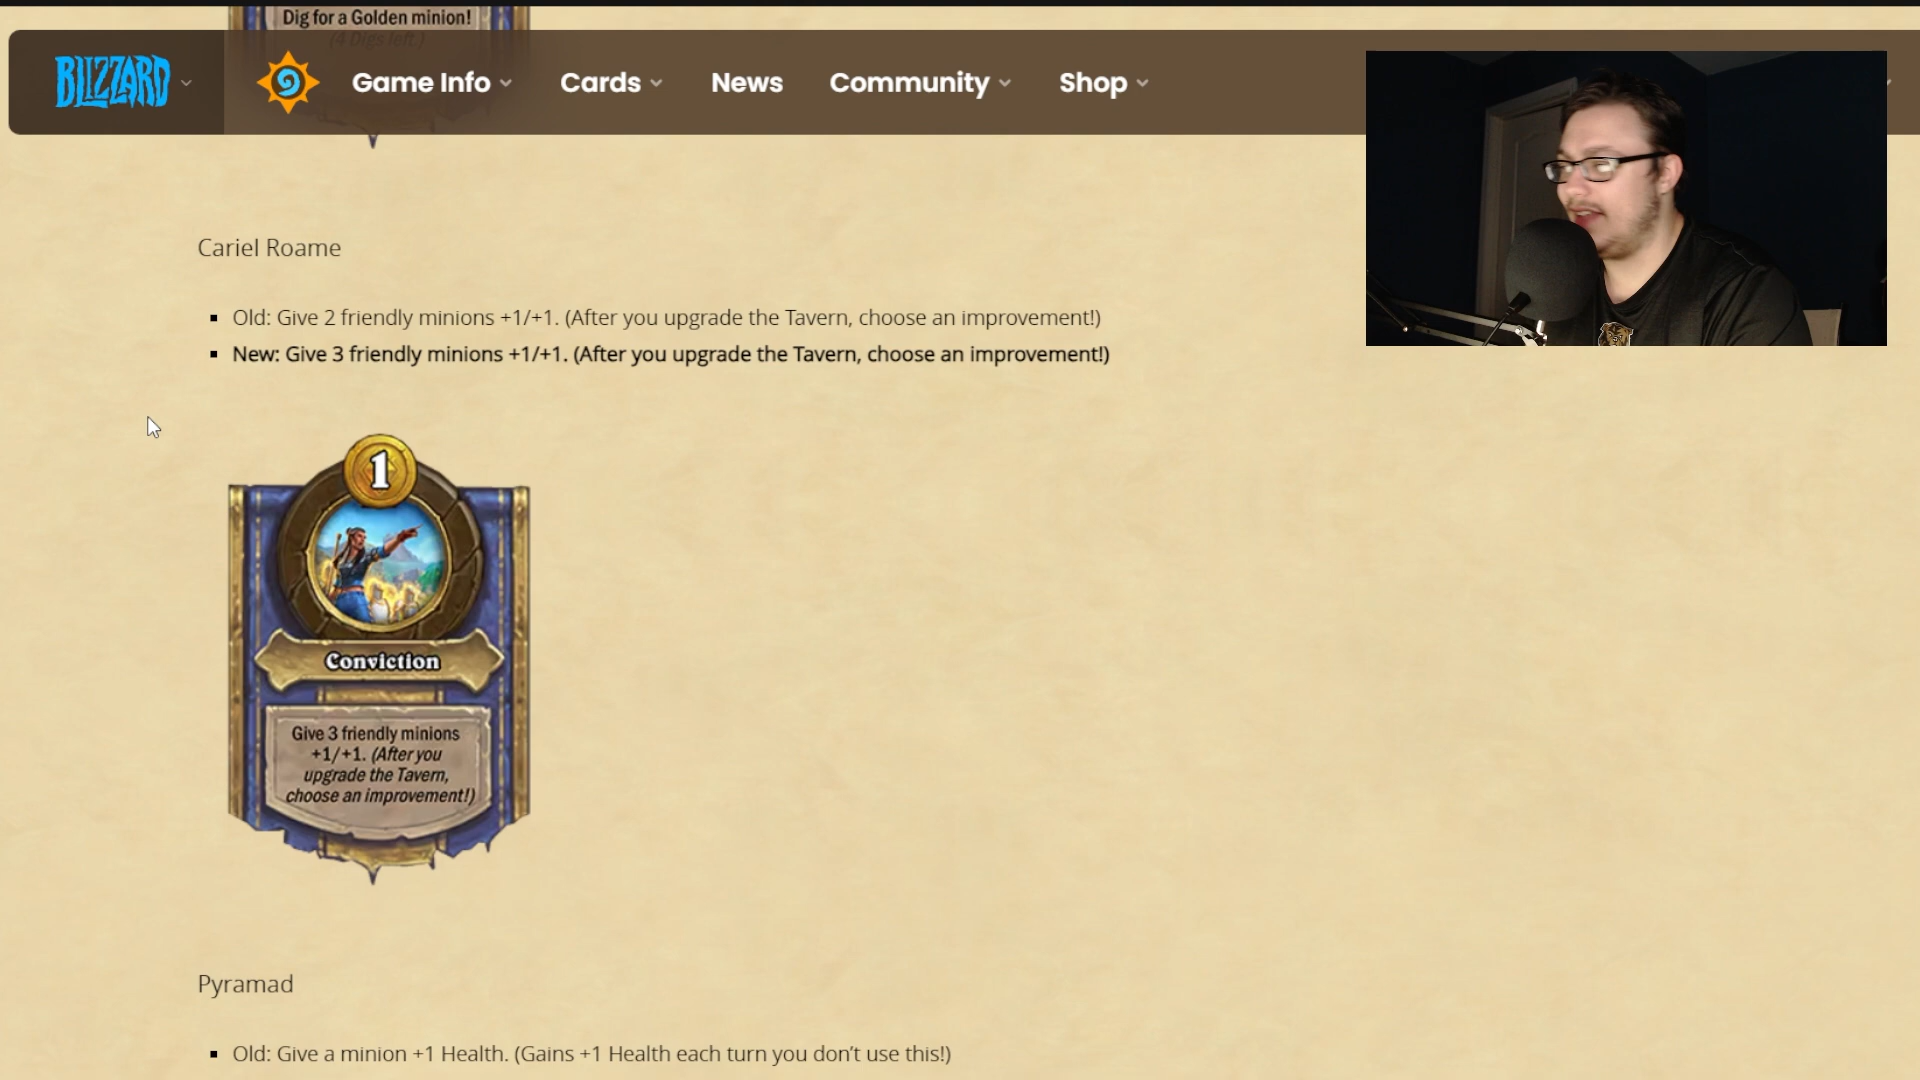 Dig for a Golden minion!
(4 Digs left.)
BLIZZARD
Game Info
Cards
News
Community
Shop
Cariel Roame
Old: Give 2 friendly minions +1/+1. (After you upgrade the Tavern, choose an improvement!)
New: Give 3 friendly minions +1/+1. (After you upgrade the Tavern, choose an improvement!)
1
Conviction
Give 3 friendly minions
+1/+1. (After you
upgrade the Tavern,
choose an improvement!)
Pyramad
Old: Give a minion +1 Health. (Gains +1 Health each turn you don’t use this!)